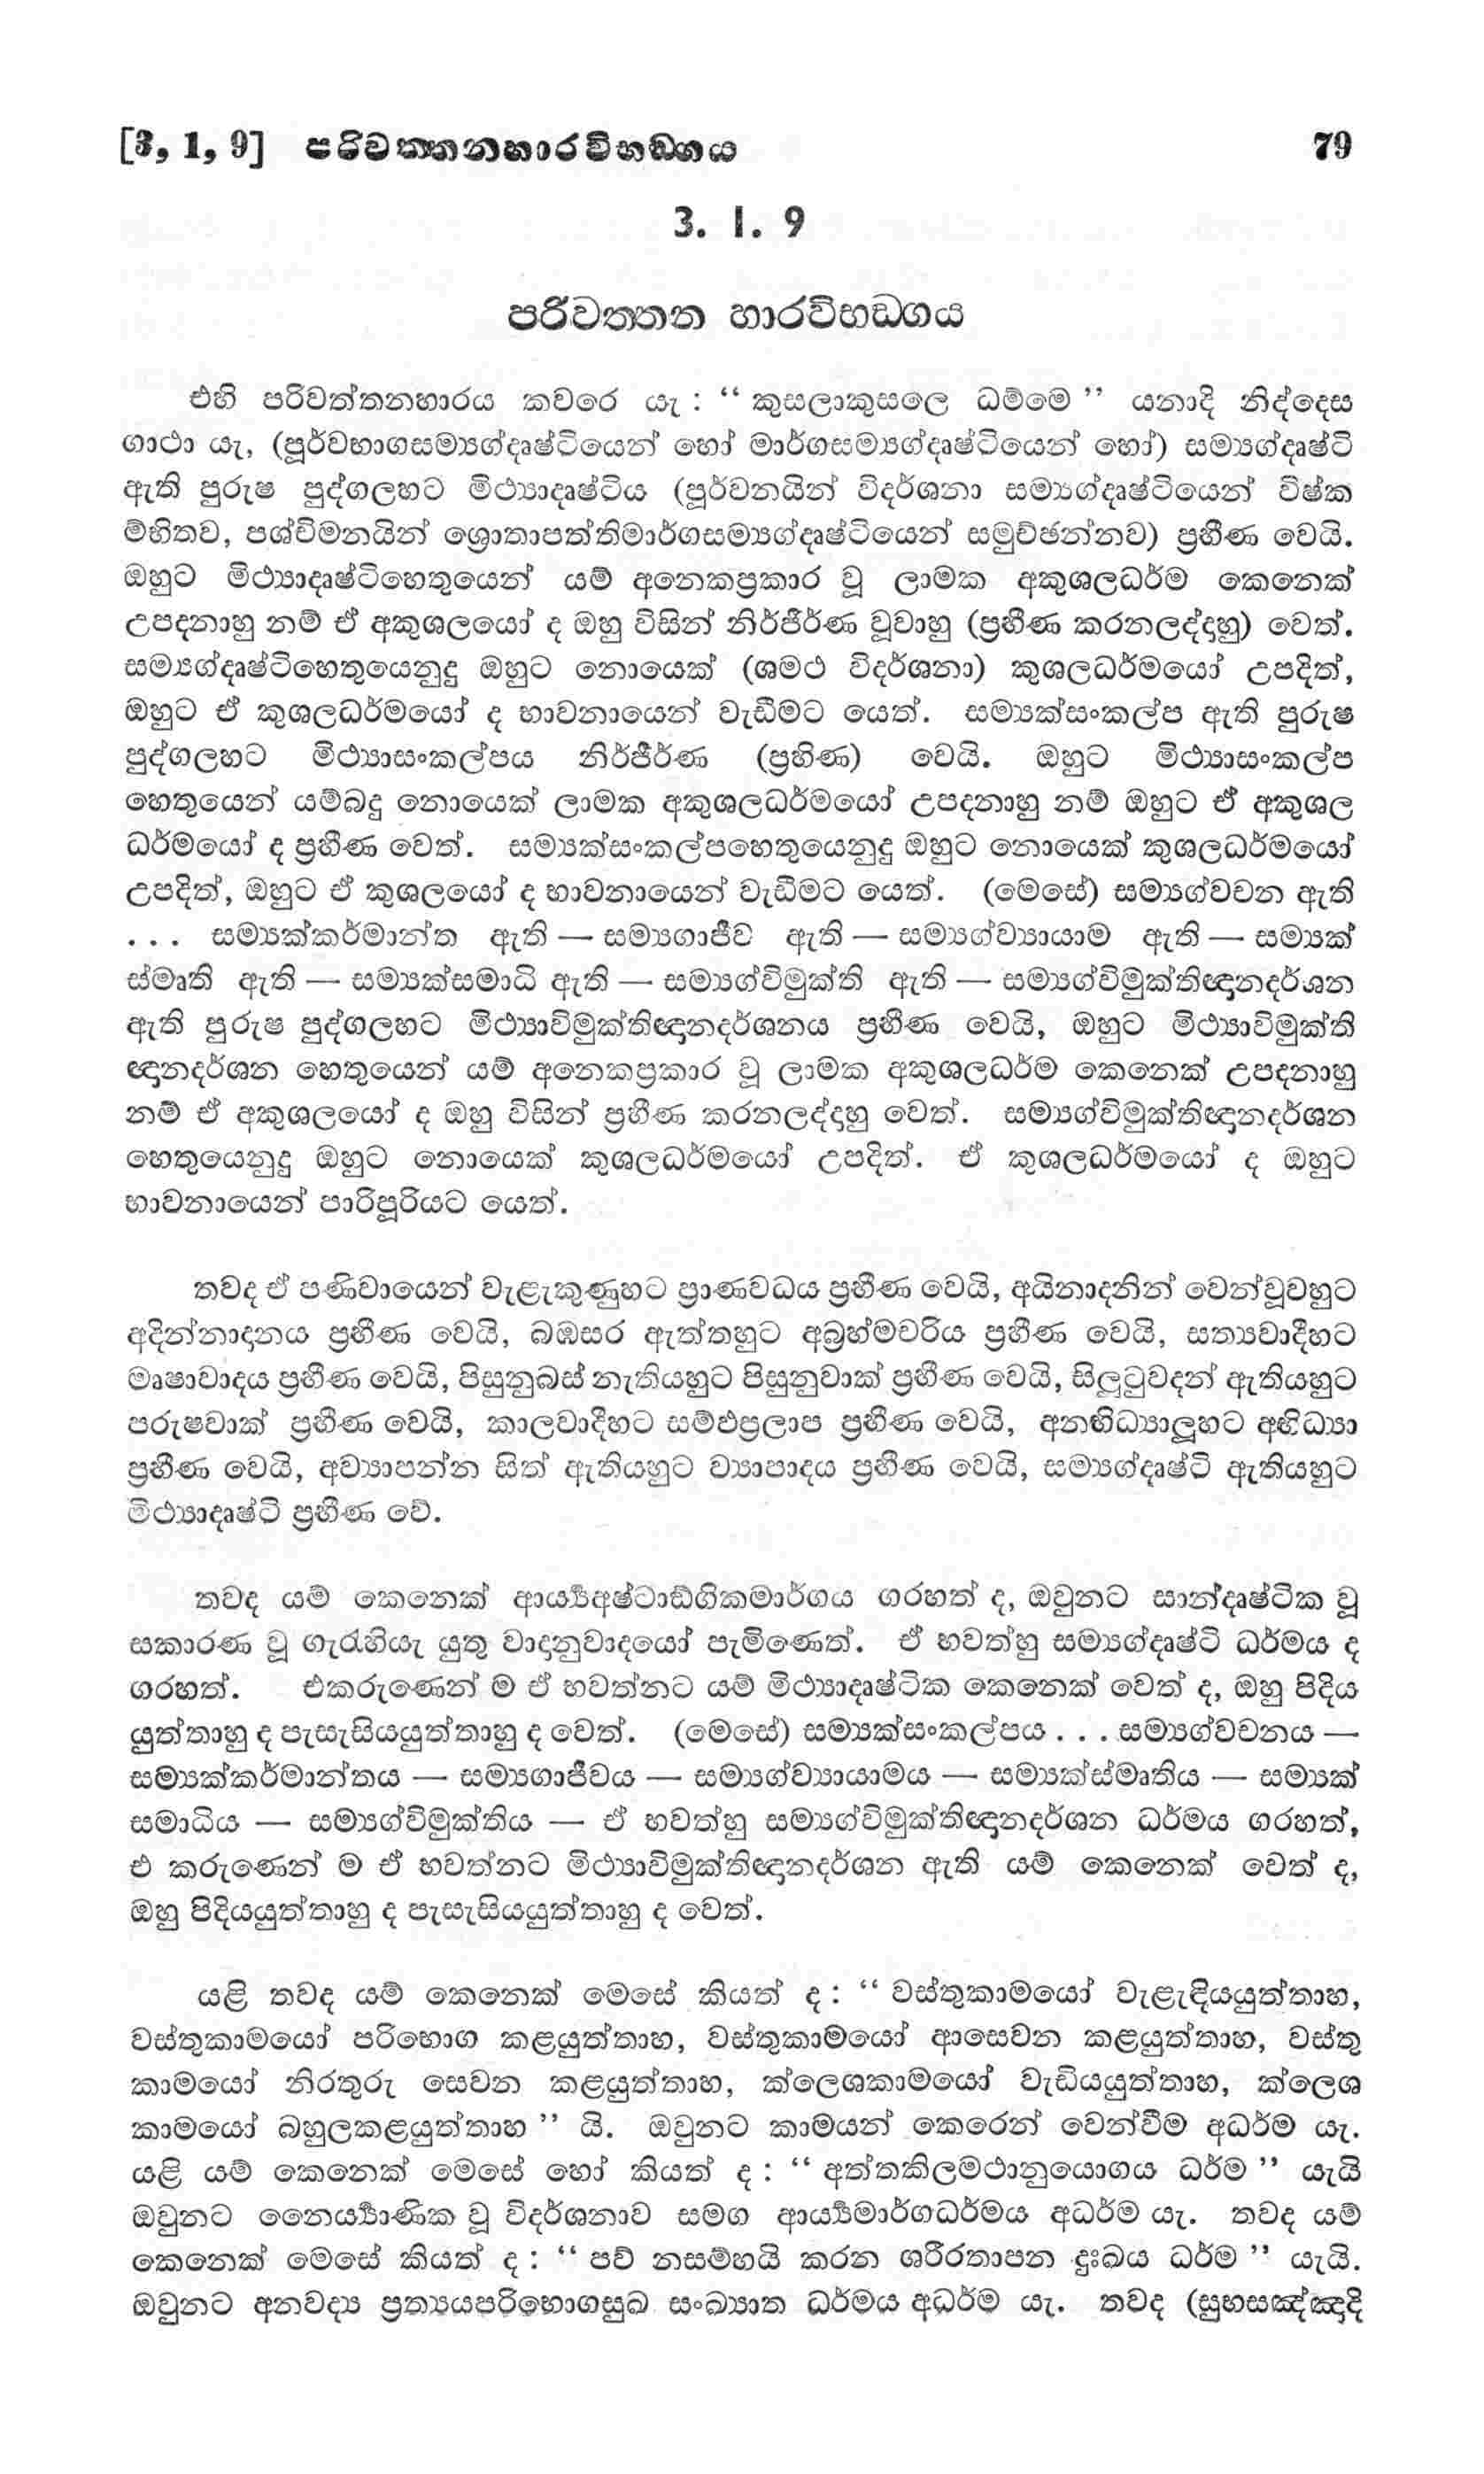 [3, 1, 9] පරිවත්තනහාරවිභඞ්ගය 79
3. 1. 9
පරිවත්තන හාරවිභඞ්ගය
එහි පරිවත්තනහාරය කවරෙ යැ : “ කුසලාකුසලෙ ධම්මෙ ” යනාදි නිද්දෙස
ගාථා යැ, (පූර්වභාගසම්‍යග්දෘෂ්ටියෙන් හෝ මාර්ගසම්‍යග්දෘෂ්ටියෙන් හෝ) සම්‍යග්දෘෂ්ටි
ඇති පුරුෂ පුද්ගලහට මිථ්‍යාදෘෂ්ටිය (පූර්වනයින් විදර්ශනා සම්‍යග්දෘෂ්ටියෙන් විෂ්ක
ම්භිතව, පශ්චිමනයින් ශ්‍රොතාපත්තිමාර්ගසම්‍යග්දෘෂ්ටියෙන් සමුච්ඡන්නව) ප්‍රහීණ වෙයි.
ඔහුට මිථ්‍යාදෘෂ්ටිහෙතුයෙන් යම් අනෙකප්‍රකාර වූ ලාමක අකුශලධර්ම කෙනෙක්
උපදනාහු නම් ඒ අකුශලයෝ ද ඔහු විසින් නිර්ජීර්ණ වූවාහු (ප්‍රහීණ කරනලද්දාහු) වෙත්.
සම්‍යග්දෘෂ්ටිහෙතුයෙනුදු ඔහුට නොයෙක් (ශමථ විදර්ශනා) කුශලධර්මයෝ උපදිත්,
ඔහුට ඒ කුශලධර්මයෝ ද භාවනායෙන් වැඩීමට යෙත්. සම්‍යක්සංකල්ප ඇති පුරුෂ
පුද්ගලහට මිථ්‍යාසංකල්පය නිර්ජීර්ණ (ප්‍රහිණ) වෙයි. ඔහුට මිථ්‍යාසංකල්ප
හෙතුයෙන් යම්බදු නොයෙක් ලාමක අකුශලධර්මයෝ උපදනාහු නම් ඔහුට ඒ අකුශල
ධර්මයෝ ද ප්‍රහීණ වෙත්. සම්‍යක්සංකල්පහෙතුයෙනුදු ඔහුට නොයෙක් කුශලධර්මයෝ
උපදිත්, ඔහුට ඒ කුශලයෝ ද භාවනායෙන් වැඩීමට යෙත්. (මෙසේ) සම්‍යග්වචන ඇති
. . . සම්‍යක්කර්මාන්ත ඇති — සම්‍යගාජීව ඇති — සම්‍යග්ව්‍යායාම ඇති — සම්‍යක්
ස්මෘති ඇති — සම්‍යක්සමාධි ඇති — සම්‍යග්විමුක්ති ඇති — සම්‍යග්විමුක්තිඥානදර්ශන
ඇති පුරුෂ පුද්ගලහට මිථ්‍යාවිමුක්තිඥානදර්ශනය ප්‍රහීණ වෙයි, ඔහුට මිථ්‍යාවිමුක්ති
ඥානදර්ශන හෙතුයෙන් යම් අනෙකප්‍රකාර වූ ලාමක අකුශලධර්ම කෙනෙක් උපදනාහු
නම් ඒ අකුශලයෝ ද ඔහු විසින් ප්‍රහීණ කරනලද්දාහු වෙත්. සම්‍යග්විමුක්තිඥානදර්ශන
හෙතුයෙනුදු ඔහුට නොයෙක් කුශලධර්මයෝ උපදිත්. ඒ කුශලධර්මයෝ ද ඔහුට
භාවනායෙන් පාරිපූරියට යෙත්.
තවද ඒ පණිවායෙන් වැළැකුණුහට ප්‍රාණවධය ප්‍රහීණ වෙයි, අයිනාදනින් වෙන්වූවහුට
අදින්නාදානය ප්‍රහීණ වෙයි, බඹසර ඇත්තහුට අබ්‍රහ්මචරිය ප්‍රහීණ වෙයි, සත්‍යවාදීහට
මෘෂාවාදය ප්‍රහීණ වෙයි, පිසුනුබස් නැතියහුට පිසුනුවාක් ප්‍රහීණ වෙයි, සිලුටුවදන් ඇතියහුට
පරුෂවාක් ප්‍රහීණ වෙයි, කාලවාදීහට සම්ඵප්‍රලාප ප්‍රහීණ වෙයි, අනභිධ්‍යාලූහට අභිධ්‍යා
ප්‍රහීණ වෙයි, අව්‍යාපන්න සිත් ඇතියහුට ව්‍යාපාදය ප්‍රහීණ වෙයි, සම්‍යග්දෘෂ්ටි ඇතියහුට
මිථ්‍යාදෘෂ්ටි ප්‍රහීණ වේ.
තවද යම් කෙනෙක් ආර්‍ය්‍යඅෂ්ටාඞ්ගිකමාර්ගය ගරහත් ද, ඔවුනට සාන්දෘෂ්ටික වූ
සකාරණ වූ ගැරැහියැ යුතු වාදානුවාදයෝ පැමිණෙත්. ඒ භවත්හු සම්‍යග්දෘෂ්ටි ධර්මය ද
ගරහත්. එකරුණෙන් ම ඒ භවත්නට යම් මිථ්‍යාදෘෂ්ටික කෙනෙක් වෙත් ද, ඔහු පිදිය
යුත්තාහු ද පැසැසියයුත්තාහු ද වෙත්. (මෙසේ) සම්‍යක්සංකල්පය . . . සම්‍යග්වචනය —
සම්‍යක්කර්මාන්තය — සම්‍යගාජීවය — සම්‍යග්ව්‍යායාමය — සම්‍යක්ස්මෘතිය — සම්‍යක්
සමාධිය — සම්‍යග්විමුක්තිය — ඒ භවත්හු සම්‍යග්විමුක්තිඥානදර්ශන ධර්මය ගරහත්,
එ කරුණෙන් ම ඒ භවත්නට මිථ්‍යාවිමුක්තිඥානදර්ශන ඇති යම් කෙනෙක් වෙත් ද,
ඔහු පිදියයුත්තාහු ද පැසැසියයුත්තාහු ද වෙත්.
යළි තවද යම් කෙනෙක් මෙසේ කියත් ද : “ වස්තුකාමයෝ වැළැඳියයුත්තාහ,
වස්තුකාමයෝ පරිභොග කළයුත්තාහ, වස්තුකාමයෝ ආසෙවන කළයුත්තාහ, වස්තු
කාමයෝ නිරතුරු සෙවන කළයුත්තාහ, ක්ලෙශකාමයෝ වැඩියයුත්තාහ, ක්ලෙශ
කාමයෝ බහුලකළයුත්තාහ ” යි. ඔවුනට කාමයන් කෙරෙන් වෙන්වීම අධර්ම යැ.
යළි යම් කෙනෙක් මෙසේ හෝ කියත් ද : “ අත්තකිලමථානුයොගය ධර්ම ” යැයි
ඔවුනට නෛර්‍ය්‍යාණික වූ විදර්ශනාව සමග ආර්‍ය්‍යමාර්ගධර්මය අධර්ම යැ. තවද යම්
කෙනෙක් මෙසේ කියත් ද : “ පව් නසම්හයි කරන ශරීරතාපන දුඃඛය ධර්ම ” යැයි.
ඔවුනට අනවද්‍ය ප්‍රත්‍යයපරිභොගසුඛ සංඛ්‍යාත ධර්මය අධර්ම යැ. තවද (සුභසඤ්ඤාදි